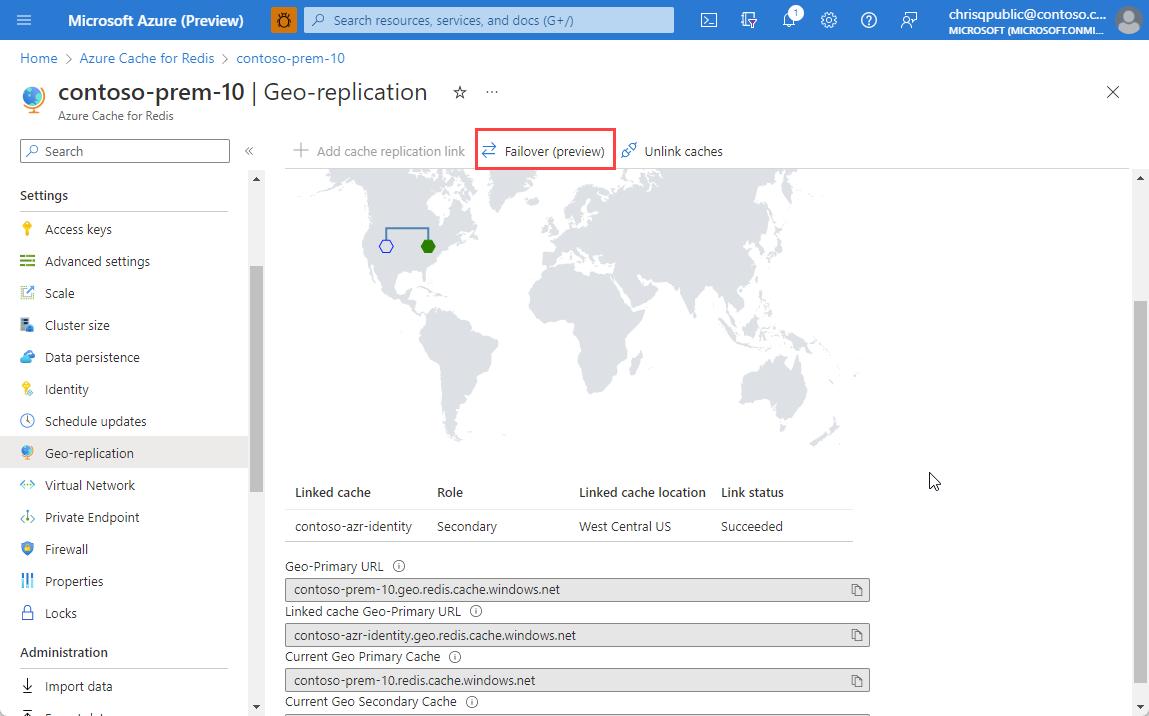 Microsoft Azure (Preview)
Search resources, services, and docs (G+/)
1
chrisqpublic@contoso.c...
MICROSOFT (MICROSOFT.ONMI...
Home > Azure Cache for Redis > contoso-prem-10
contoso-prem-10 | Geo-replication
...
Azure Cache for Redis
Search
«
Add cache replication link
Failover (preview)
Unlink caches
Settings
Access keys
Advanced settings
Scale
Cluster size
Data persistence
Identity
Schedule updates
Geo-replication
Virtual Network
Private Endpoint
Firewall
Properties
Locks
Administration
Import data
Linked cache Role Linked cache location Link status
contoso-azr-identity Secondary West Central US Succeeded
Geo-Primary URL
contoso-prem-10.geo.redis.cache.windows.net
Linked cache Geo-Primary URL
contoso-azr-identity.geo.redis.cache.windows.net
Current Geo Primary Cache
contoso-prem-10.redis.cache.windows.net
Current Geo Secondary Cache